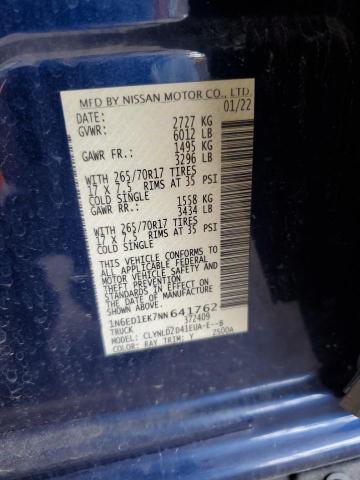 MFD BY NISSAN MOTOR CO., LTD.
DATE: 01/22
GVWR: 2727 KG
6012 LB
GAWR FR.: 1495 KG
3296 LB
WITH 265/70R17 TIRES
17 X 7.5 RIMS AT 35 PSI
COLD SINGLE
GAWR RR.: 1558 KG
3434 LB
WITH 265/70R17 TIRES
17 X 7.5 RIMS AT 35 PSI
COLD SINGLE
THIS VEHICLE CONFORMS TO
ALL APPLICABLE FEDERAL
MOTOR VEHICLE SAFETY
AND THEFT PREVENTION
STANDARDS IN EFFECT ON
THE DATE OF MANUFACTURE
SHOWN ABOVE.
1N6ED1EK7NN641762
TRUCK 372409
MODEL: CLYNLD2D41EUA-E--B
COLOR: RAY TRIM: Y 2500A